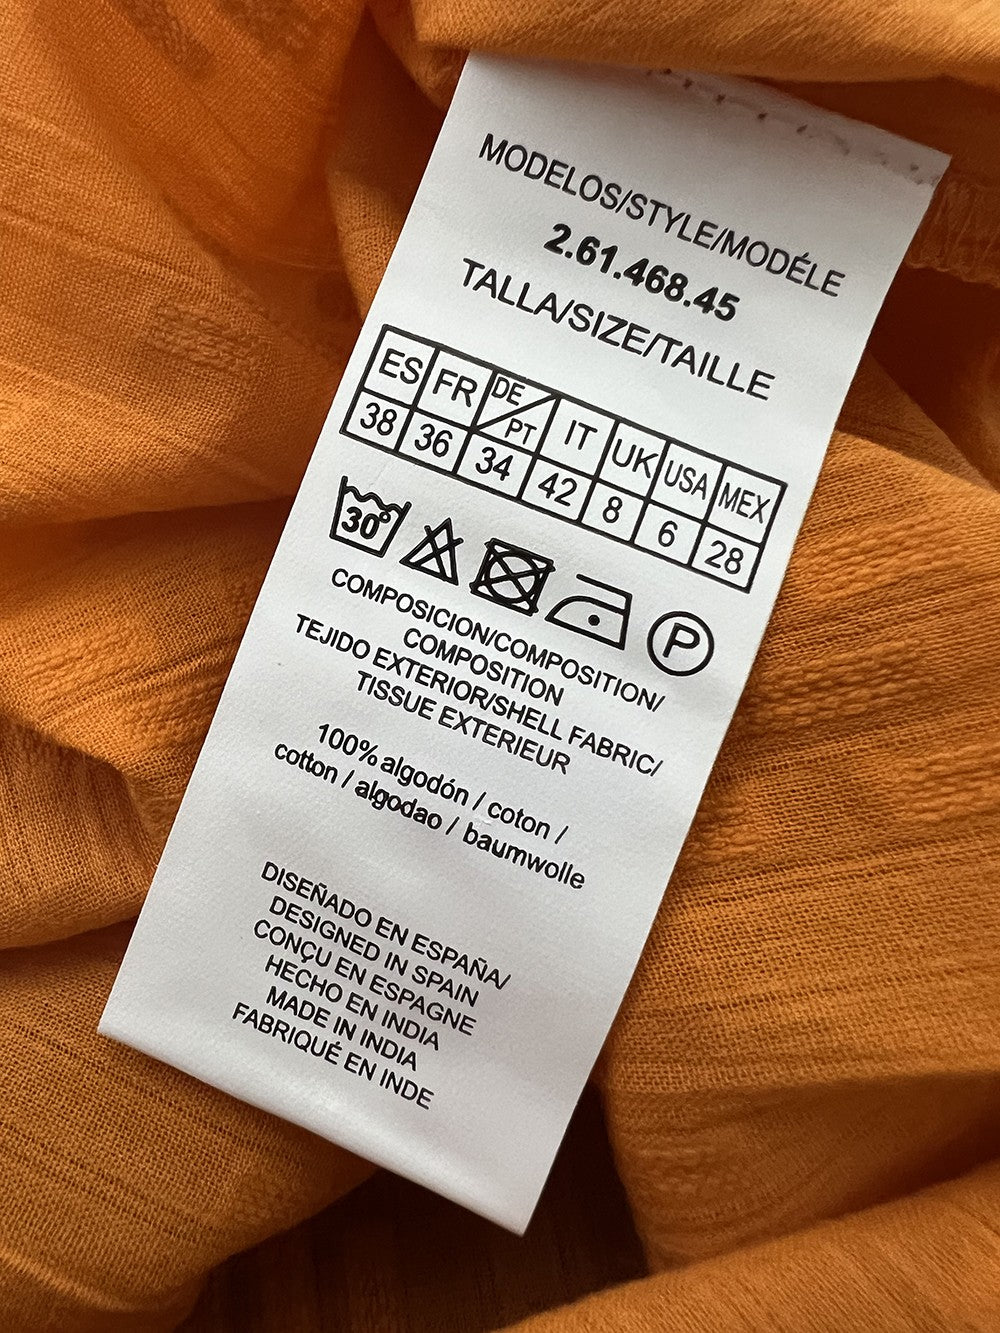 MODELOS/STYLE/MODÉLE
2.61.468.45
TALLA/SIZE/TAILLE
ES FR DE/PT IT UK USA MEX
38 36 34 42 8 6 28
30°
P
COMPOSICION/COMPOSITION/
COMPOSITION
TEJIDO EXTERIOR/SHELL FABRIC/
TISSUE EXTERIEUR
100% algodón / coton /
cotton / algodao / baumwolle
DISEÑADO EN ESPAÑA/
DESIGNED IN SPAIN
CONÇU EN ESPAGNE
HECHO EN INDIA
MADE IN INDIA
FABRIQUÉ EN INDE